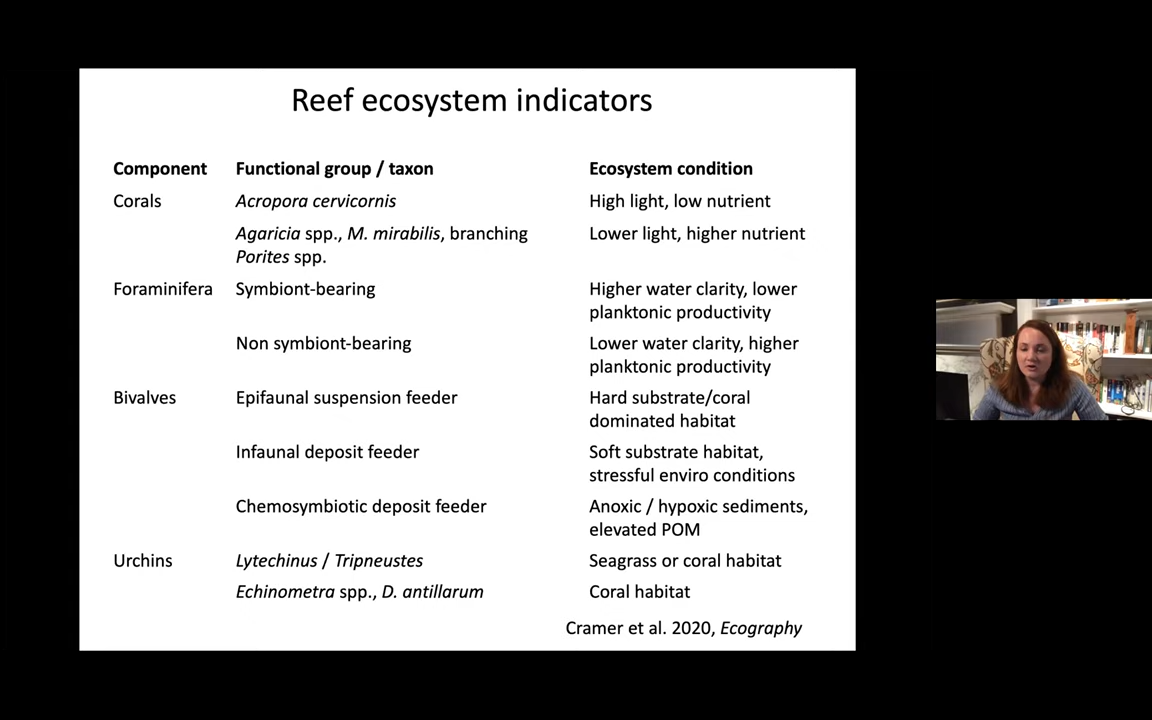 Reef ecosystem indicators
Component Functional group / taxon Ecosystem condition
Corals Acropora cervicornis High light, low nutrient
Agaricia spp., M. mirabilis, branching Lower light, higher nutrient
Porites spp.
Foraminifera Symbiont-bearing Higher water clarity, lower
planktonic productivity
Non symbiont-bearing Lower water clarity, higher
planktonic productivity
Bivalves Epifaunal suspension feeder Hard substrate/coral
dominated habitat
Infaunal deposit feeder Soft substrate habitat,
stressful enviro conditions
Chemosymbiotic deposit feeder Anoxic / hypoxic sediments,
elevated POM
Urchins Lytechinus / Tripneustes Seagrass or coral habitat
Echinometra spp., D. antillarum Coral habitat
Cramer et al. 2020, Ecography